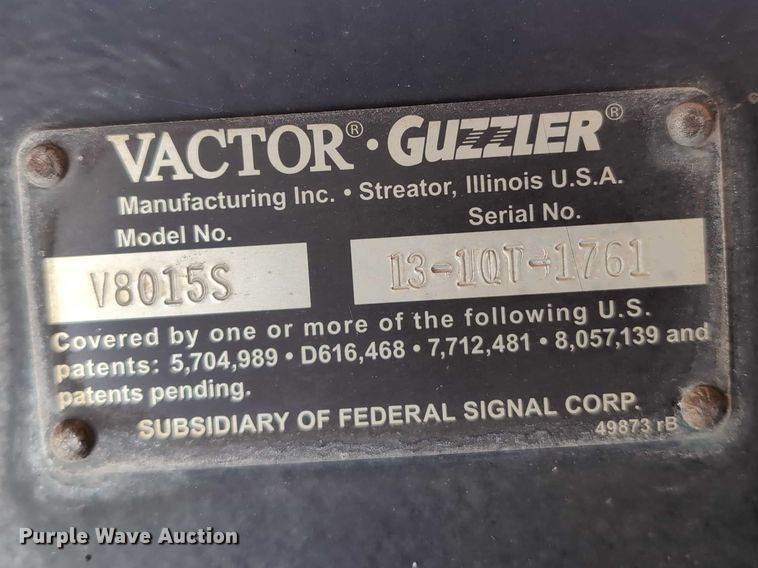 VACTOR® • GUZZLER®
Manufacturing Inc. • Streator, Illinois U.S.A.
Model No. Serial No.
V8015S 13-1QT-1761
Covered by one or more of the following U.S.
patents: 5,704,989 • D616,468 • 7,712,481 • 8,057,139 and
patents pending.
SUBSIDIARY OF FEDERAL SIGNAL CORP.
49873 rB
Purple Wave Auction